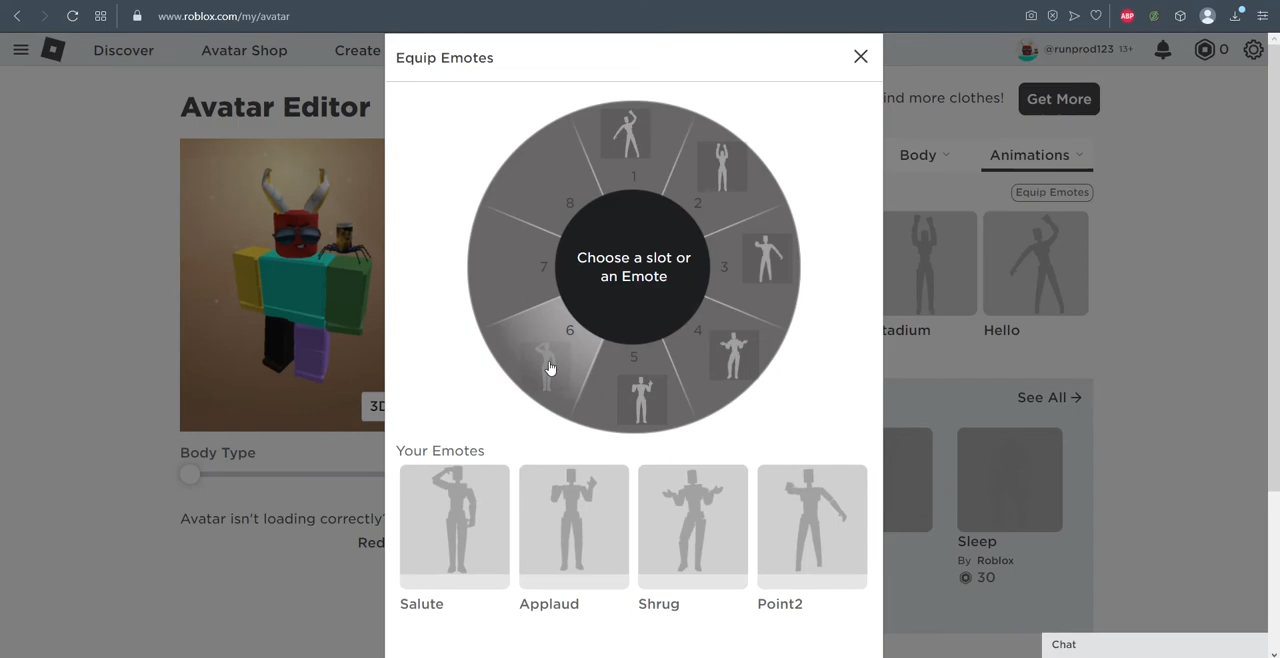 www.roblox.com/my/avatar
ABP
Discover
Avatar Shop
Create
@runprod123 13+
0
Equip Emotes
Avatar Editor
ind more clothes!
Get More
Body
Animations
Equip Emotes
1
2
3
4
5
6
7
8
Choose a slot or
an Emote
3D
tadium
Hello
See All →
Body Type
Your Emotes
Avatar isn't loading correctly?
Red
Sleep
By Roblox
30
Salute
Applaud
Shrug
Point2
Chat